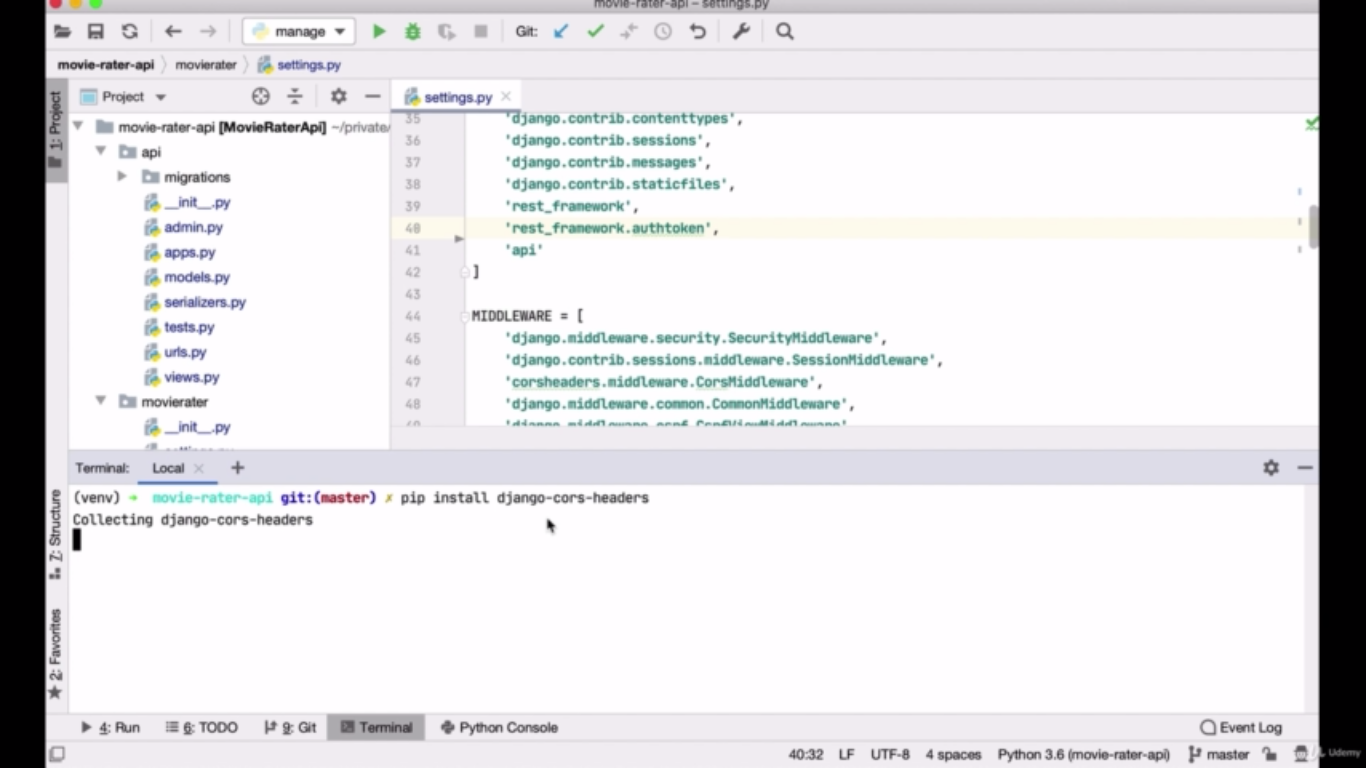 movie-rater-api – settings.py
manage
Git:
movie-rater-api
movierater
settings.py
1: Project
Project
settings.py
movie-rater-api [MovieRaterApi] ~/private/
api
migrations
__init__.py
admin.py
apps.py
models.py
serializers.py
tests.py
urls.py
views.py
movierater
__init__.py
35 'django.contrib.contenttypes',
36 'django.contrib.sessions',
37 'django.contrib.messages',
38 'django.contrib.staticfiles',
39 'rest_framework',
40 'rest_framework.authtoken',
41 'api'
42 ]
43
44 MIDDLEWARE = [
45 'django.middleware.security.SecurityMiddleware',
46 'django.contrib.sessions.middleware.SessionMiddleware',
47 'corsheaders.middleware.CorsMiddleware',
48 'django.middleware.common.CommonMiddleware',
Terminal: Local
(venv) → movie-rater-api git:(master) ✗ pip install django-cors-headers
Collecting django-cors-headers
7: Structure
2: Favorites
4: Run
6: TODO
9: Git
Terminal
Python Console
Event Log
40:32 LF UTF-8 4 spaces Python 3.6 (movie-rater-api) master
Udemy